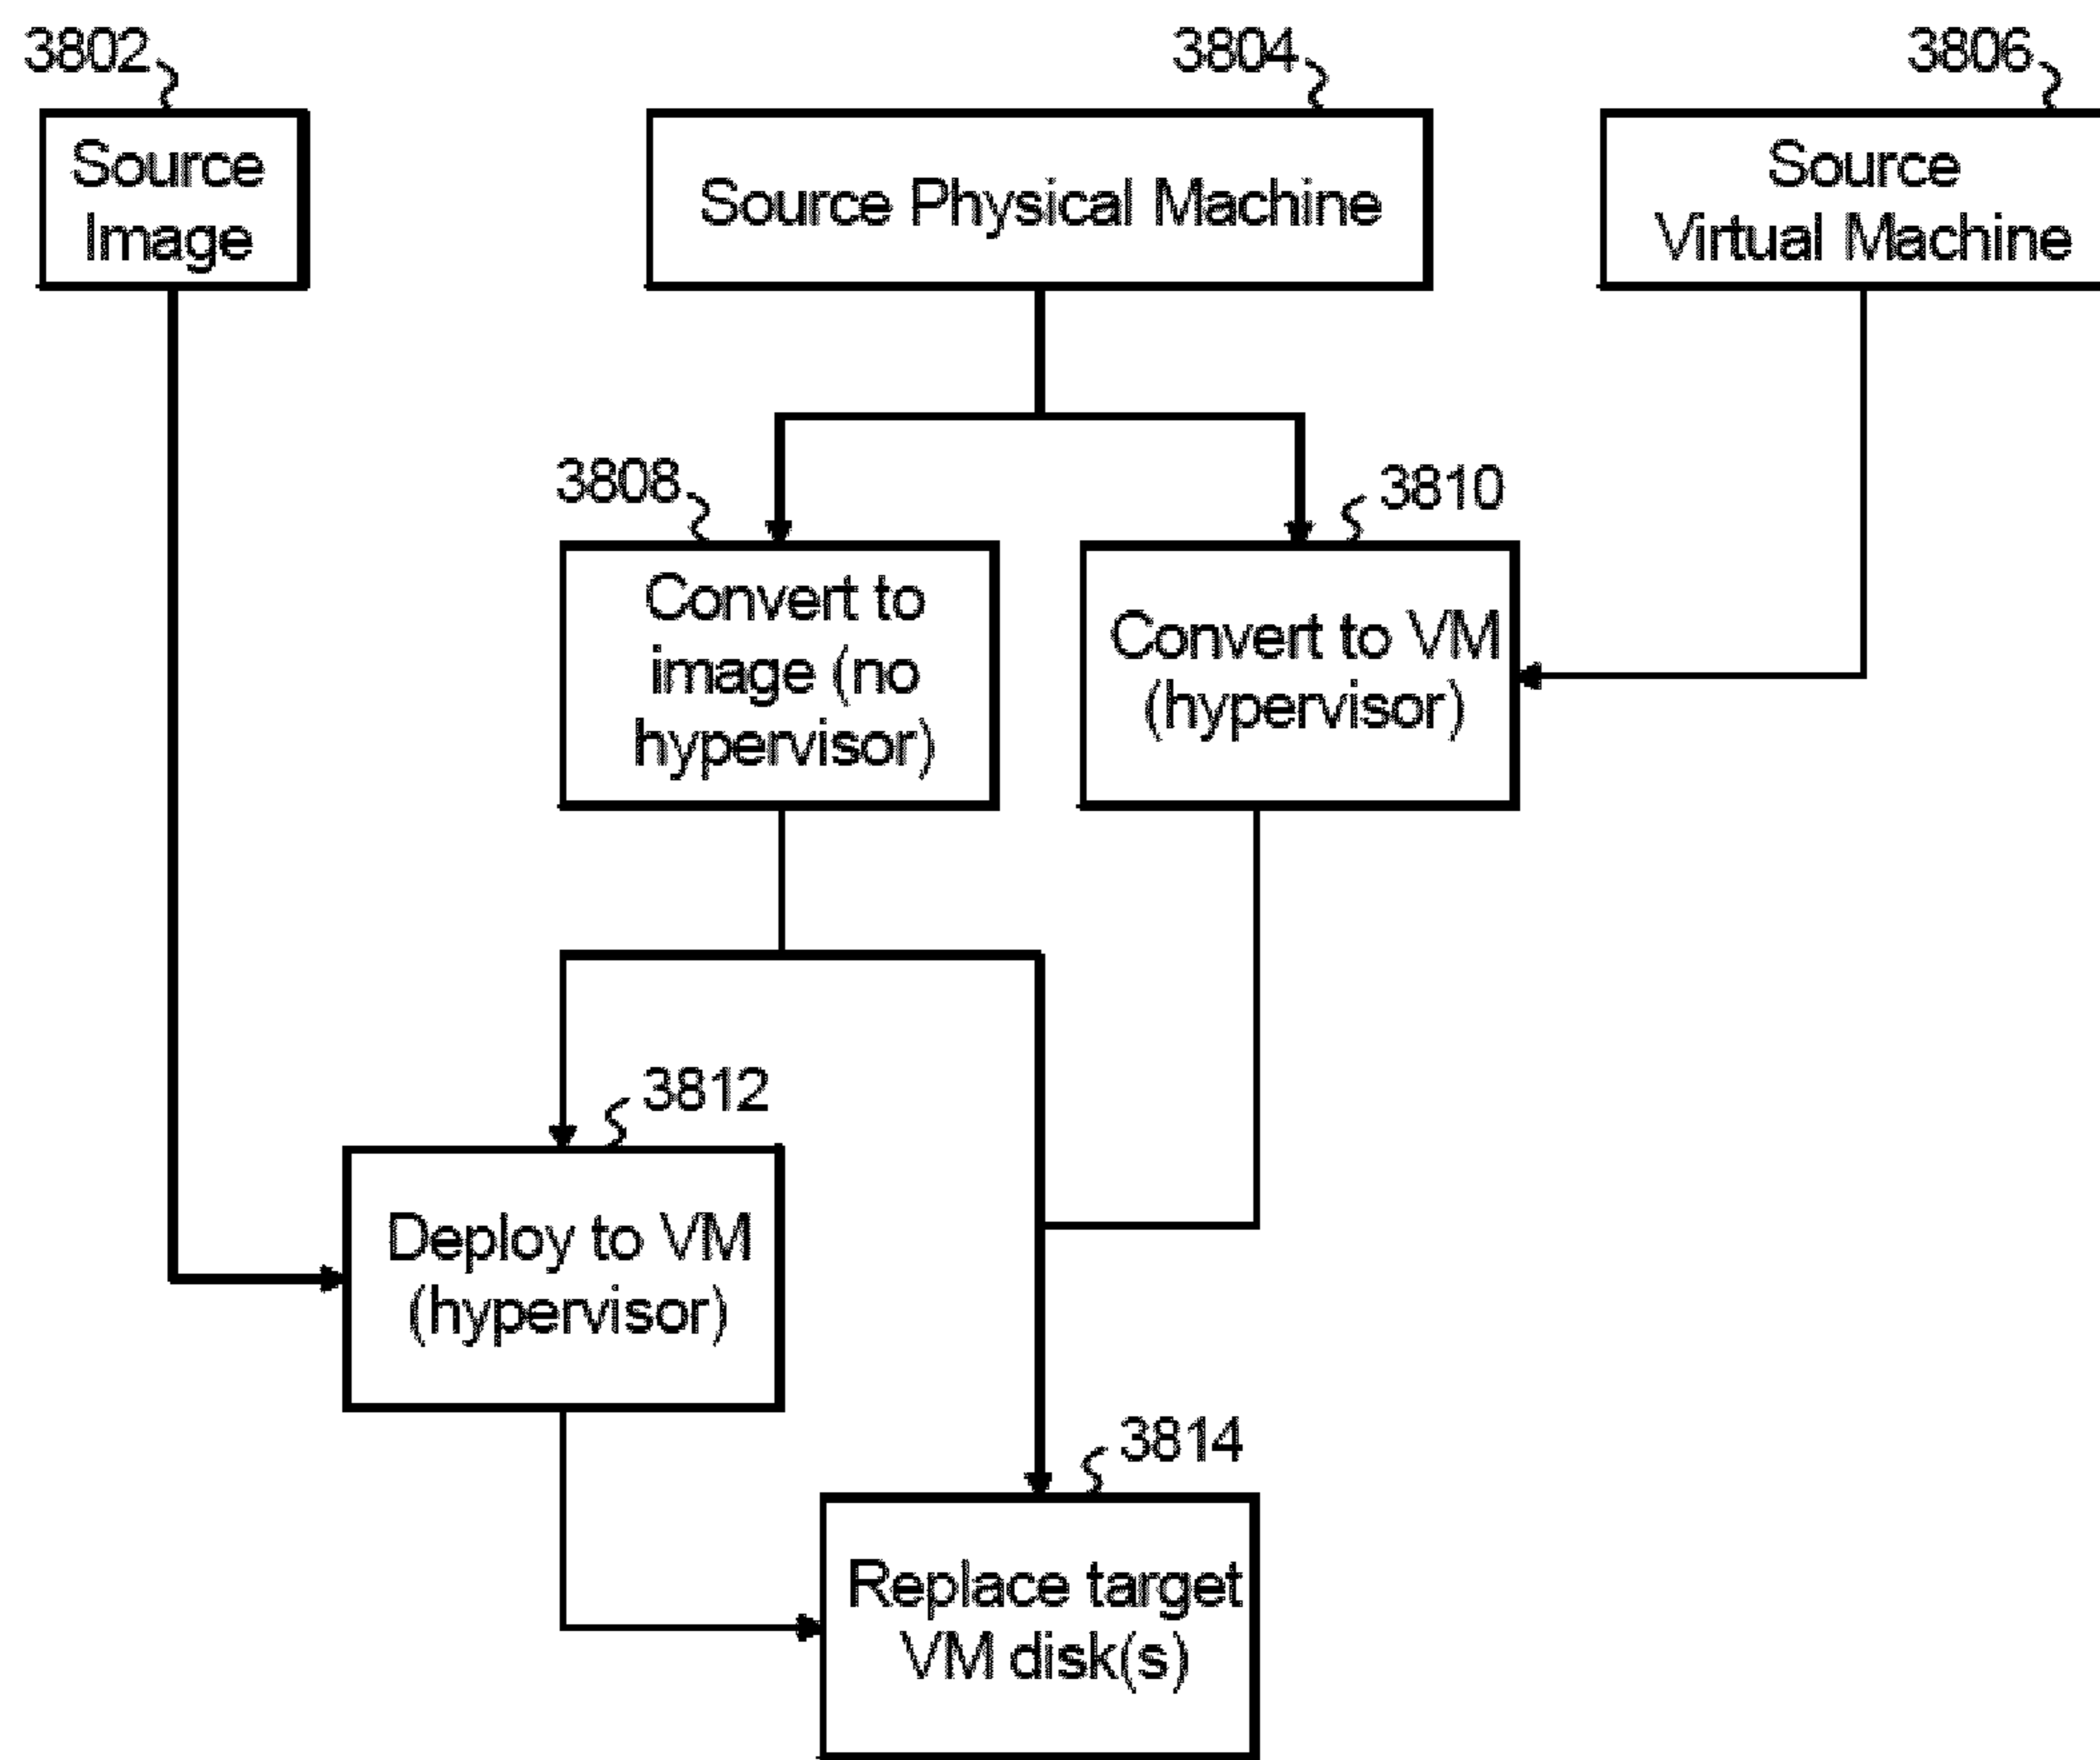 3802
3804
3806
Source
Image
Source Physical Machine
Source
Virtual Machine
3808
3810
Convert to
image (no
hypervisor)
Convert to VM
(hypervisor)
3812
Deploy to VM
(hypervisor)
3814
Replace target
VM disk(s)